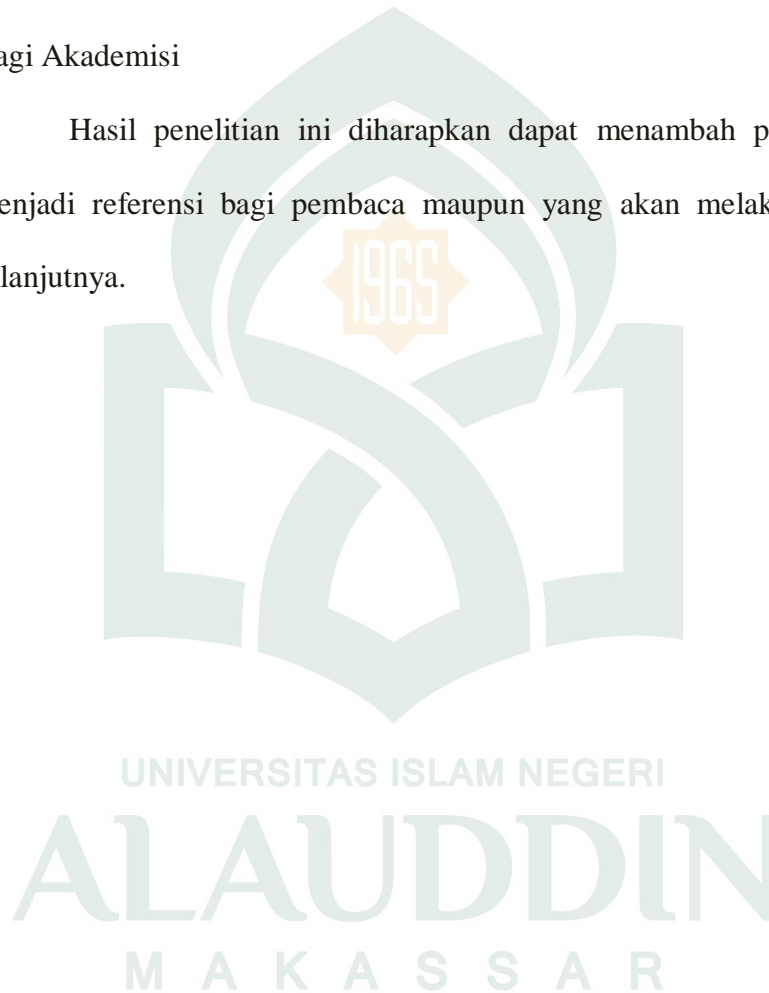 agi Akademisi
Hasil penelitian ini diharapkan dapat menambah p
enjadi referensi bagi pembaca maupun yang akan melak
lanjutnya.
1965
UNIVERSITAS ISLAM NEGERI
ALAUDDIN
MAKASSAR